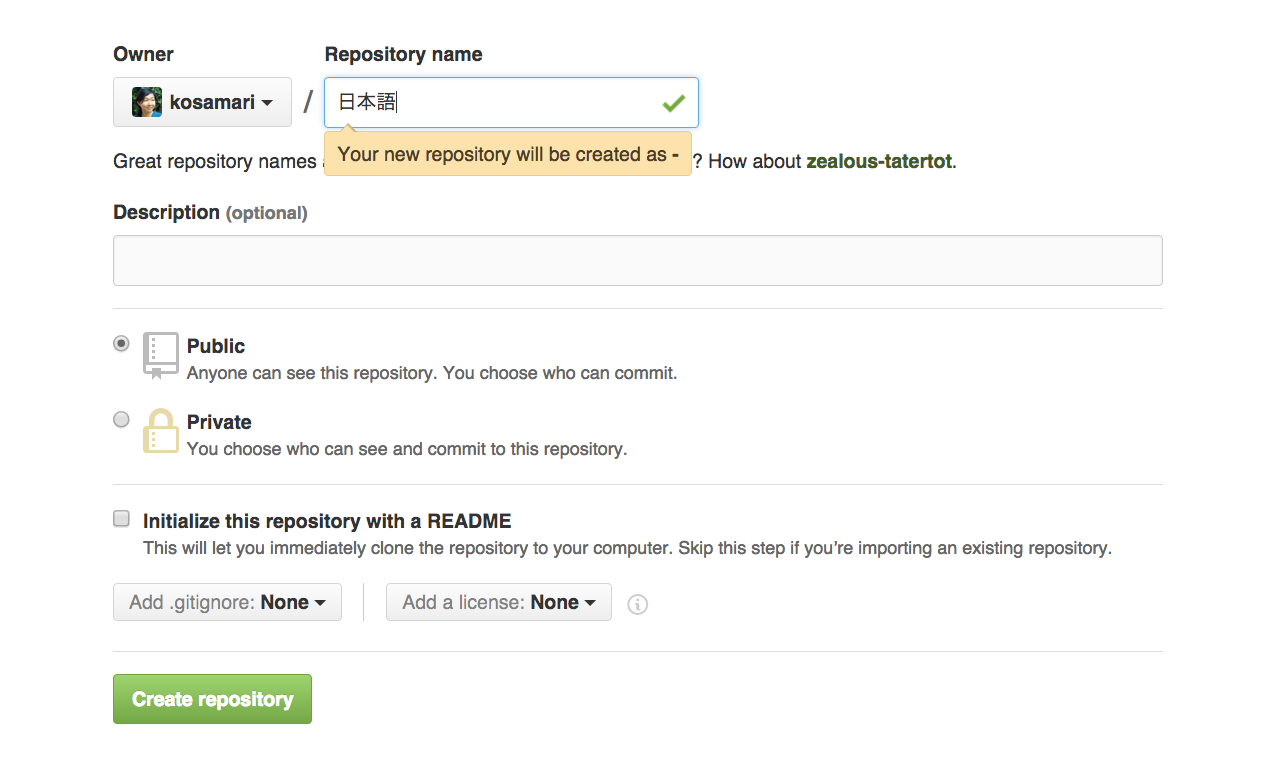 Owner
Repository name
kosamari / 日本語
Your new repository will be created as -
Great repository names ? How about zealous-tatertot.
Description (optional)
Public
Anyone can see this repository. You choose who can commit.
Private
You choose who can see and commit to this repository.
Initialize this repository with a README
This will let you immediately clone the repository to your computer. Skip this step if you’re importing an existing repository.
Add .gitignore: None
Add a license: None
Create repository